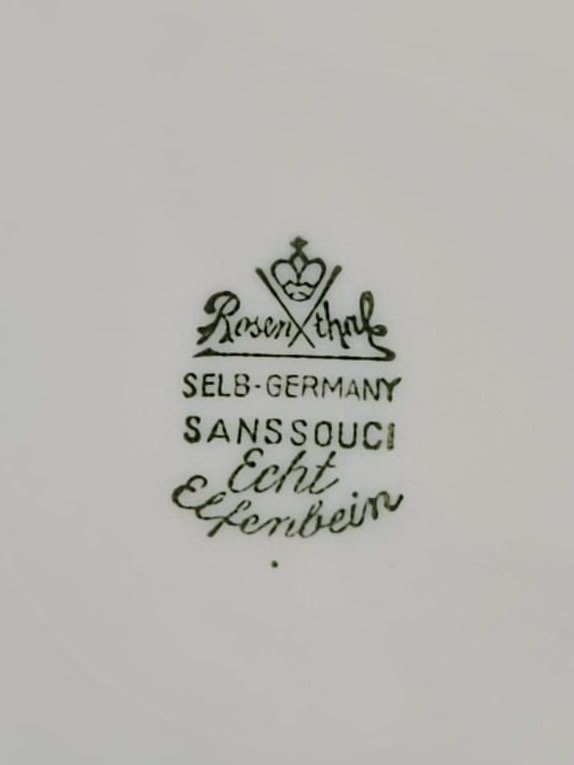 Rosenthal
SELB-GERMANY
SANSSOUCI
Echt
Elfenbein